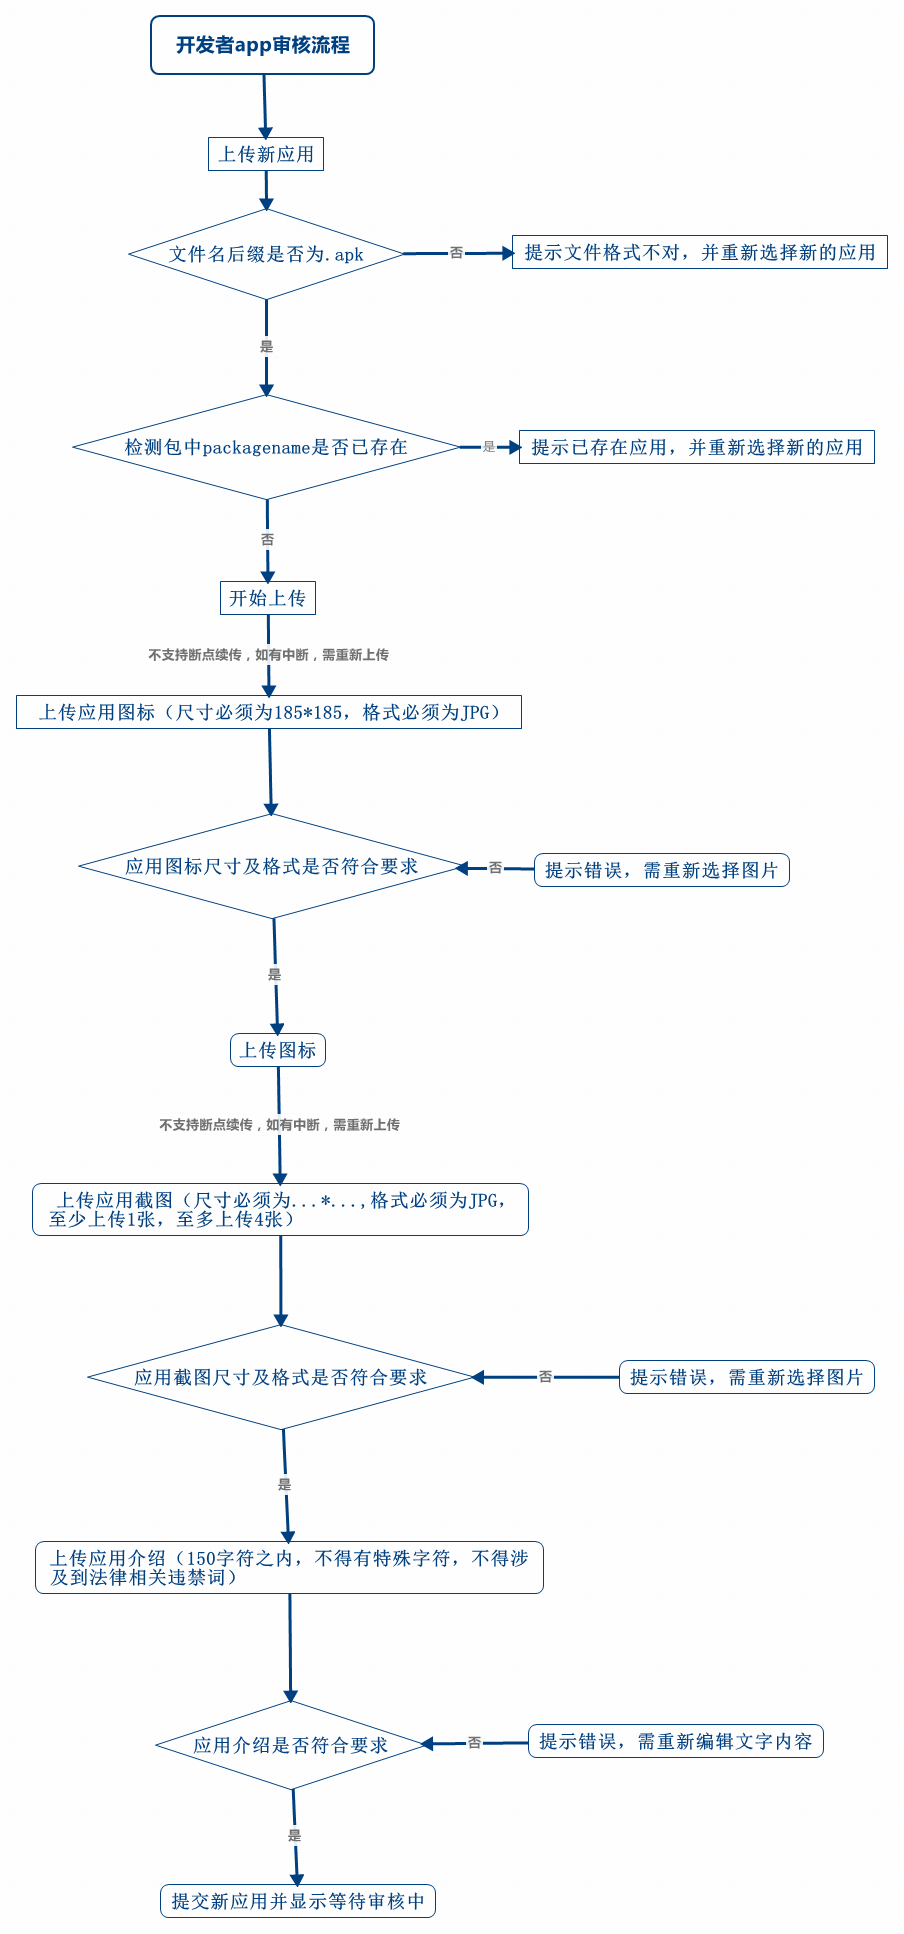 开发者app审核流程
上传新应用
文件名后缀是否为.apk
否
提示文件格式不对，并重新选择新的应用
是
检测包中packagename是否已存在
是
提示已存在应用，并重新选择新的应用
否
开始上传
不支持断点续传，如有中断，需重新上传
上传应用图标（尺寸必须为185*185，格式必须为JPG）
应用图标尺寸及格式是否符合要求
否
提示错误，需重新选择图片
是
上传图标
不支持断点续传，如有中断，需重新上传
上传应用截图（尺寸必须为...*...,格式必须为JPG，
至少上传1张，至多上传4张）
应用截图尺寸及格式是否符合要求
否
提示错误，需重新选择图片
是
上传应用介绍（150字符之内，不得有特殊字符，不得涉
及到法律相关违禁词）
应用介绍是否符合要求
否
提示错误，需重新编辑文字内容
是
提交新应用并显示等待审核中